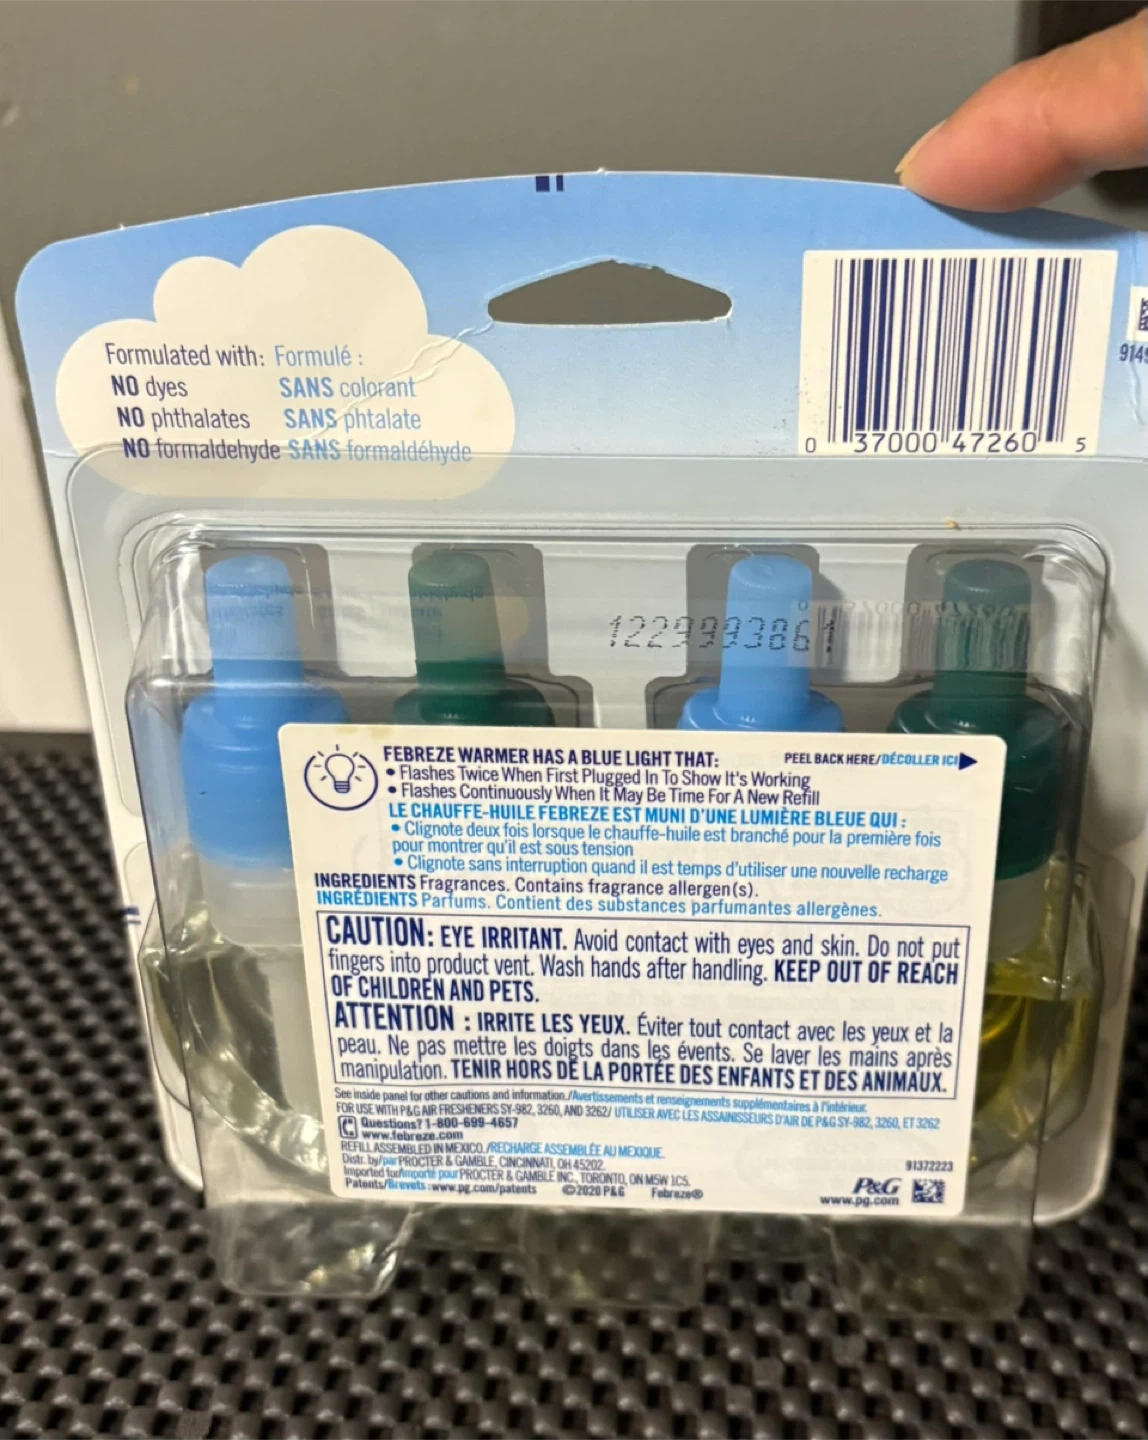 Formulated with: Formulé :
NO dyes SANS colorant
NO phthalates SANS phtalate
NO formaldehyde SANS formaldéhyde
0 37000 47260 5
FEBREZE WARMER HAS A BLUE LIGHT THAT:
PEEL BACK HERE/DÉCOLLER ICI
• Flashes Twice When First Plugged In To Show It's Working
• Flashes Continuously When It May Be Time For A New Refill
LE CHAUFFE-HUILE FEBREZE EST MUNI D'UNE LUMIÈRE BLEUE QUI :
• Clignote deux fois lorsque le chauffe-huile est branché pour la première fois
pour montrer qu'il est sous tension
• Clignote sans interruption quand il est temps d'utiliser une nouvelle recharge
INGREDIENTS Fragrances. Contains fragrance allergen(s).
INGRÉDIENTS Parfums. Contient des substances parfumantes allergènes.
CAUTION: EYE IRRITANT. Avoid contact with eyes and skin. Do not put
fingers into product vent. Wash hands after handling. KEEP OUT OF REACH
OF CHILDREN AND PETS.
ATTENTION : IRRITE LES YEUX. Éviter tout contact avec les yeux et la
peau. Ne pas mettre les doigts dans les évents. Se laver les mains après
manipulation. TENIR HORS DE LA PORTÉE DES ENFANTS ET DES ANIMAUX.
See inside panel for other cautions and information./Avertissements et renseignements supplémentaires à l'intérieur.
FOR USE WITH P&G AIR FRESHENERS SY-982, 3260, AND 3262/ UTILISER AVEC LES ASSAINISSEURS D'AIR DE P&G SY-982, 3260, ET 3262
Questions? 1-800-699-4657
www.febreze.com
REFILL ASSEMBLED IN MEXICO./RECHARGE ASSEMBLÉE AU MEXIQUE.
Distr. by/par PROCTER & GAMBLE, CINCINNATI, OH 45202.
Imported for/Importé pour PROCTER & GAMBLE INC., TORONTO, ON M5W 1C5.
Patents/Brevets : www.pg.com/patents ©2020 P&G Febreze®
91372223
P&G
www.pg.com